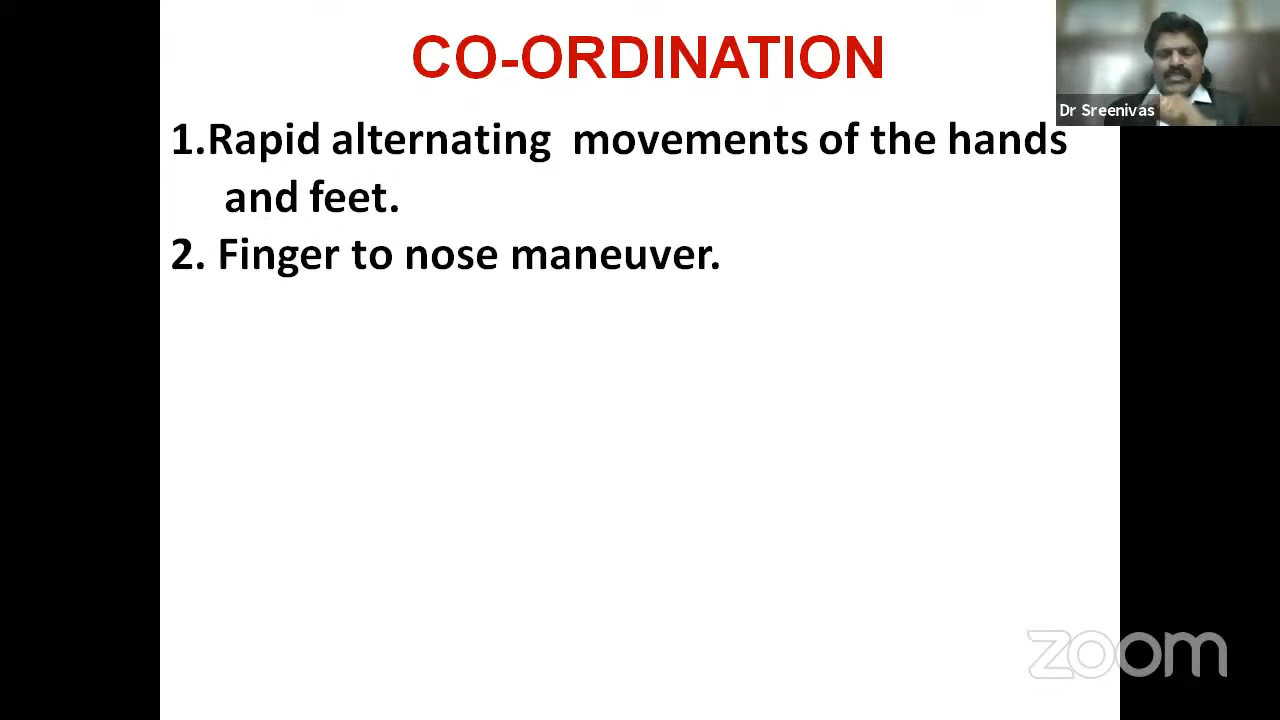 CO-ORDINATION
Dr Sreenivas
1.Rapid alternating movements of the hands
and feet.
2. Finger to nose maneuver.
zoom